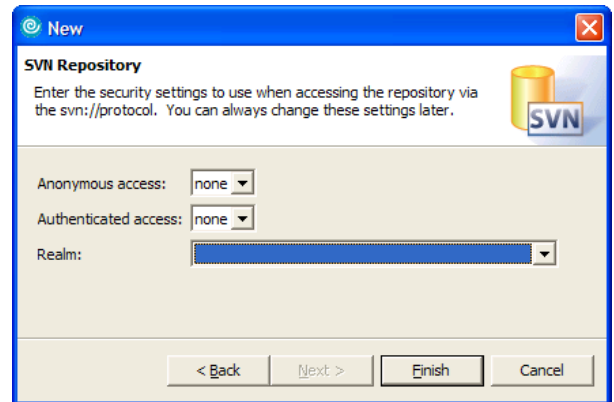 New
SVN Repository
Enter the security settings to use when accessing the repository via
the svn://protocol. You can always change these settings later.
SVN
Anonymous access: none
Authenticated access: none
Realm:
< Back Next > Finish Cancel